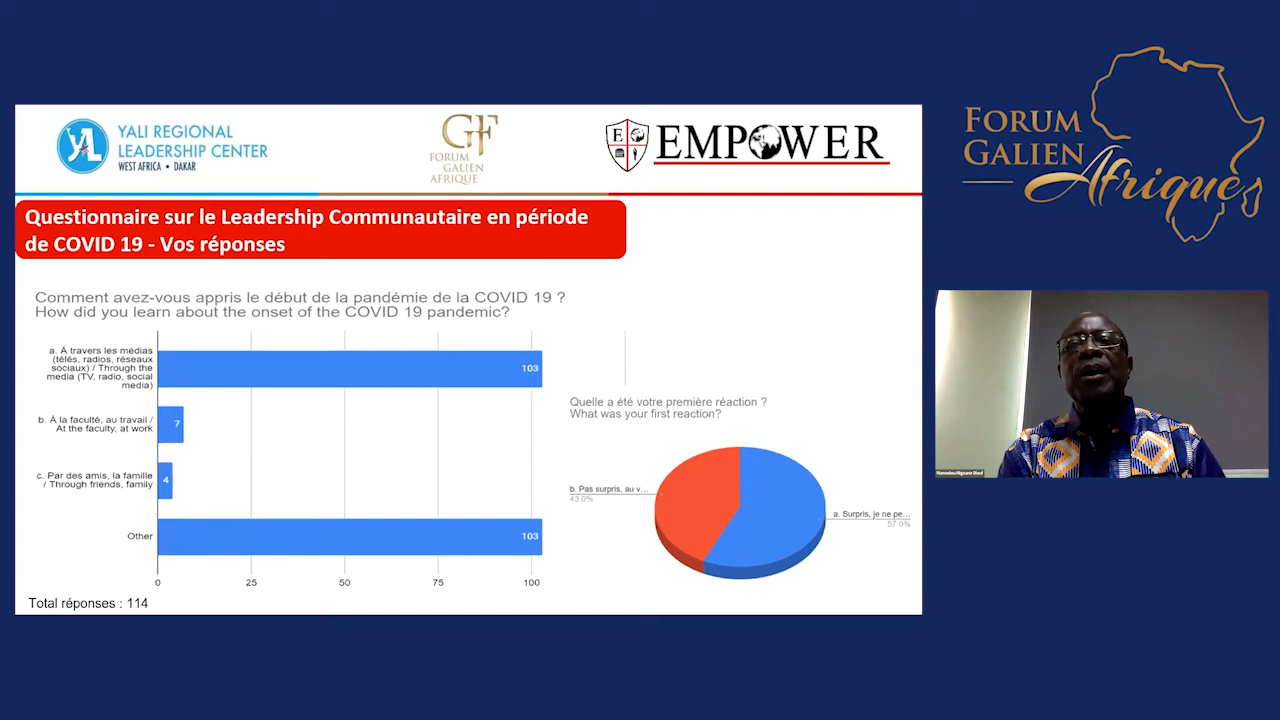 YALI REGIONAL
LEADERSHIP CENTER
WEST AFRICA • DAKAR
GF
FORUM
GALIEN
AFRIQUE
E
EMPOWER
FORUM
GALIEN
Afrique
Questionnaire sur le Leadership Communautaire en période
de COVID 19 - Vos réponses
Comment avez-vous appris le début de la pandémie de la COVID 19 ?
How did you learn about the onset of the COVID 19 pandemic?
a. À travers les médias
(télés, radios, réseaux
sociaux) / Through the
media (TV, radio, social
media)
103
b. À la faculté, au travail /
At the faculty, at work
7
c. Par des amis, la famille
/ Through friends, family
4
Other
103
0 25 50 75 100
Total réponses : 114
Quelle a été votre première réaction ?
What was your first reaction?
b. Pas surpris, au v...
43.0%
a. Surpris, je ne pe...
57.0%